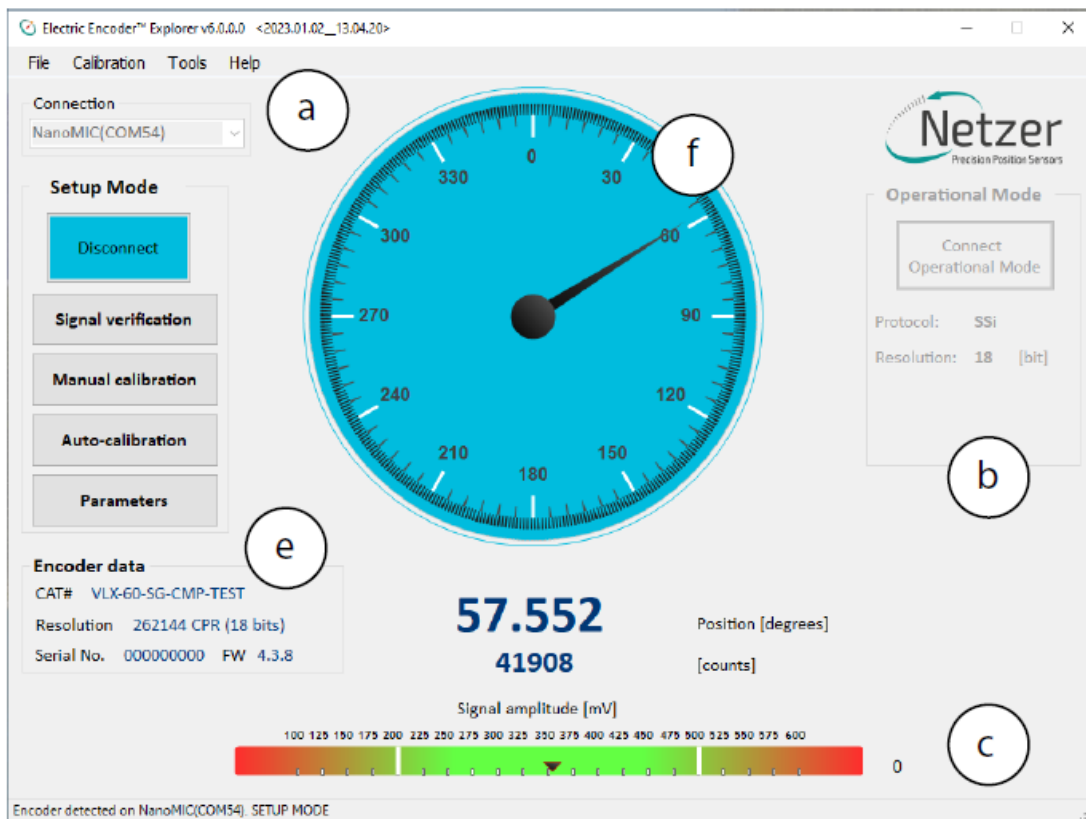 Electric Encoder™ Explorer v6.0.0.0 <2023.01.02__13.04.20>
File Calibration Tools Help
Connection
NanoMIC(COM54)
a
Setup Mode
Disconnect
Signal verification
Manual calibration
Auto-calibration
Parameters
e
Encoder data
CAT# VLX-60-SG-CMP-TEST
Resolution 262144 CPR (18 bits)
Serial No. 000000000 FW 4.3.8
0
30
60
90
120
150
180
210
240
270
300
330
f
57.552 Position [degrees]
41908 [counts]
Signal amplitude [mV]
100 125 150 175 200 225 250 275 300 325 350 375 400 425 450 475 500 525 550 575 600
0
c
Netzer
Precision Position Sensors
Operational Mode
Connect
Operational Mode
Protocol: SSi
Resolution: 18 [bit]
b
Encoder detected on NanoMIC(COM54). SETUP MODE